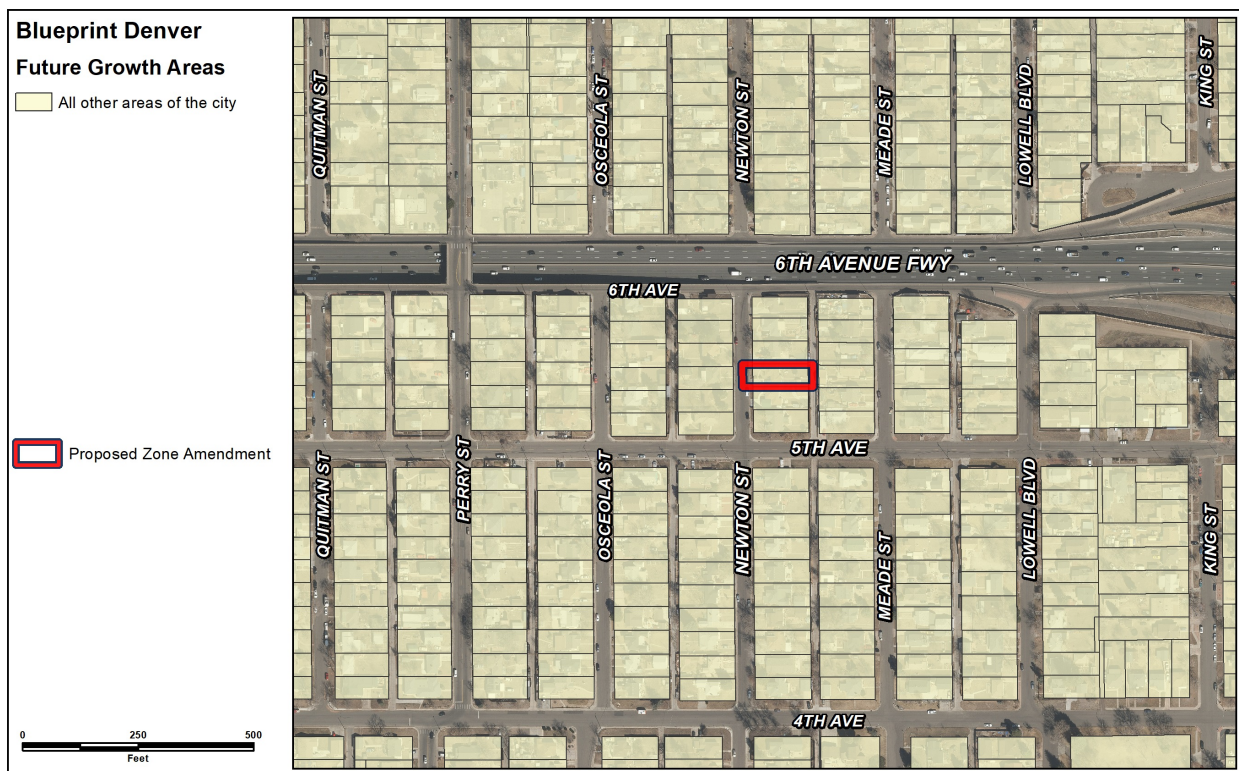 Blueprint Denver
Future Growth Areas
All other areas of the city
Proposed Zone Amendment
0 250 500
Feet
QUITMAN ST
OSCEOLA ST
NEWTON ST
MEADE ST
LOWELL BLVD
KING ST
6TH AVENUE FWY
6TH AVE
5TH AVE
QUITMAN ST
PERRY ST
OSCEOLA ST
NEWTON ST
MEADE ST
LOWELL BLVD
KING ST
4TH AVE